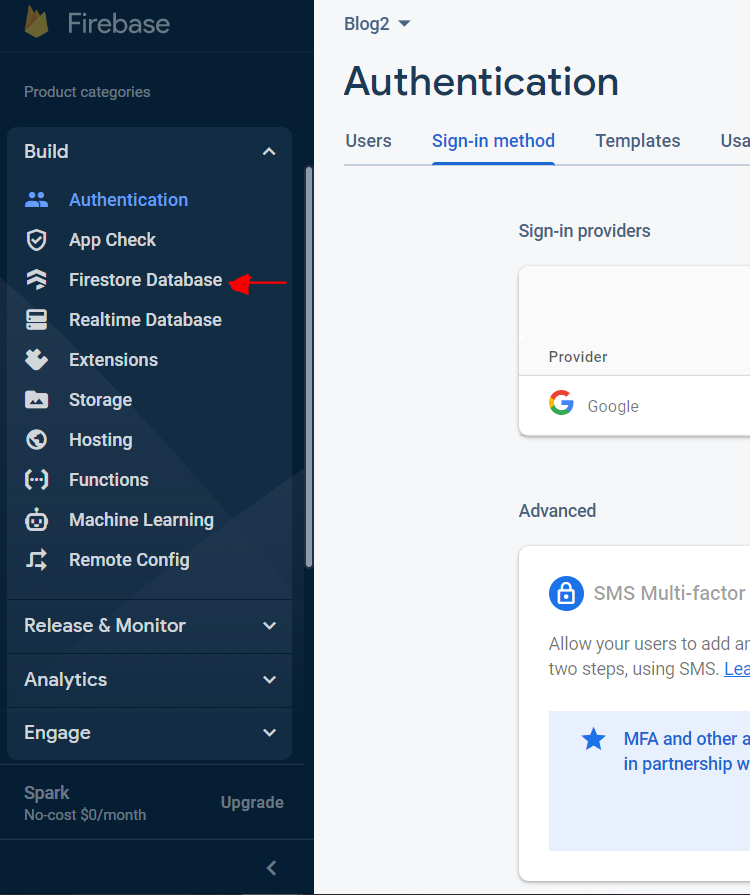 Firebase
Product categories
Build
Authentication
App Check
Firestore Database
Realtime Database
Extensions
Storage
Hosting
Functions
Machine Learning
Remote Config
Release & Monitor
Analytics
Engage
Spark
No-cost $0/month
Upgrade
Blog2
Authentication
Users Sign-in method Templates Usa
Sign-in providers
Provider
Google
Advanced
SMS Multi-factor
Allow your users to add an
two steps, using SMS. Lea
MFA and other a
in partnership w